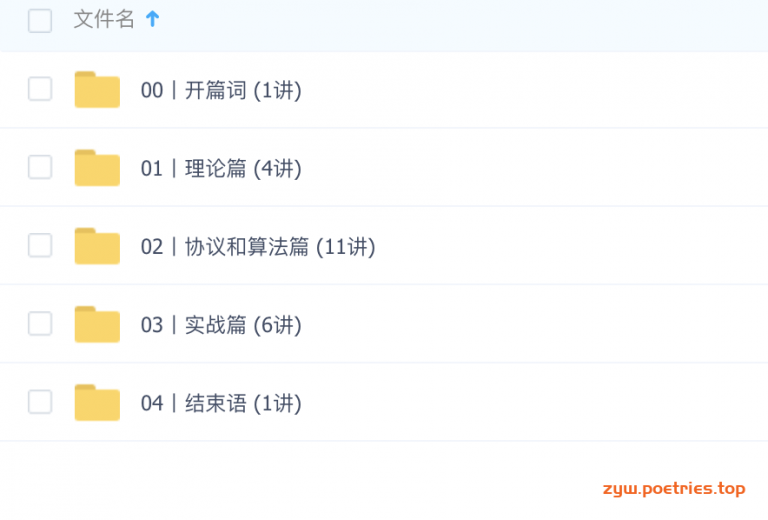 文件名
00丨开篇词 (1讲)
01丨理论篇 (4讲)
02丨协议和算法篇 (11讲)
03丨实战篇 (6讲)
04丨结束语 (1讲)
zyw.poetries.top